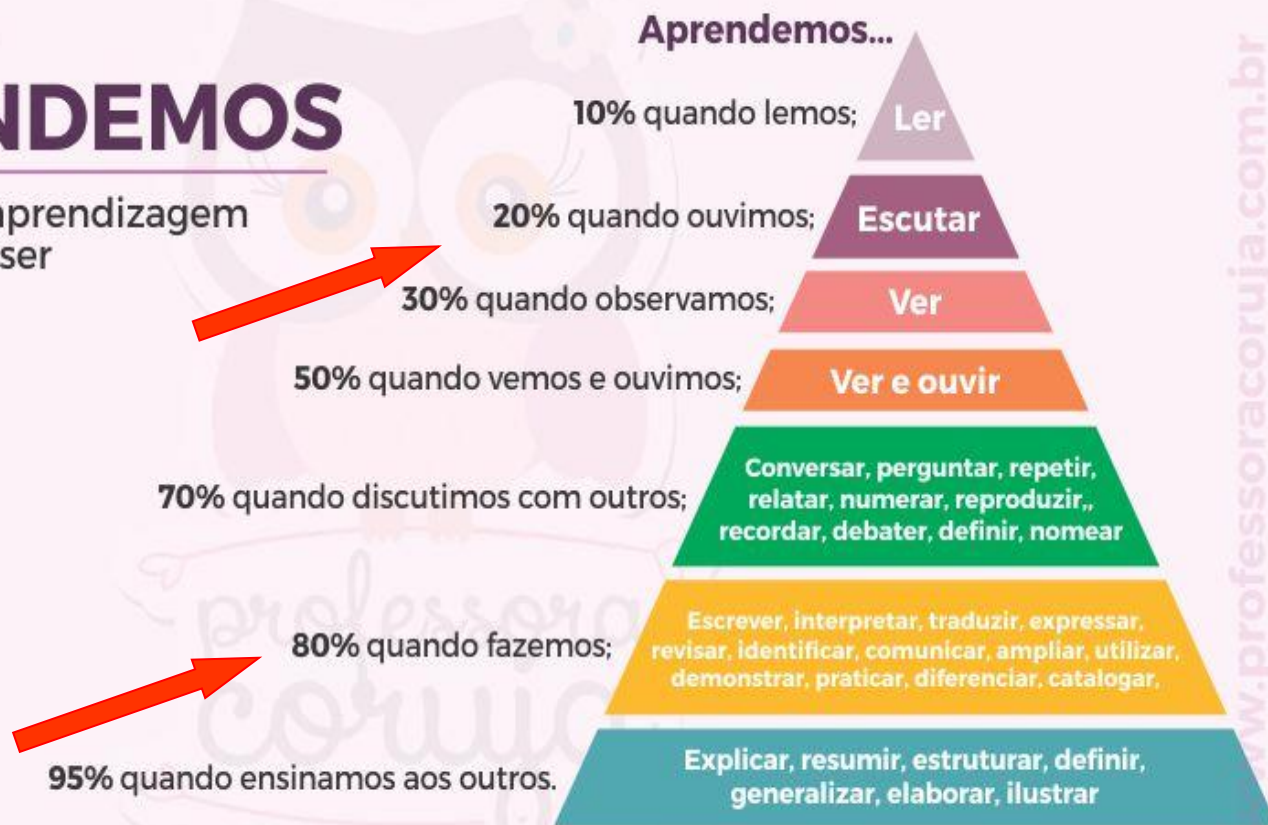 NDEMOS
aprendizagem
ser
Aprendemos...
10% quando lemos;
Ler
20% quando ouvimos;
Escutar
30% quando observamos;
Ver
50% quando vemos e ouvimos;
Ver e ouvir
70% quando discutimos com outros;
Conversar, perguntar, repetir,
relatar, numerar, reproduzir,,
recordar, debater, definir, nomear
80% quando fazemos;
Escrever, interpretar, traduzir, expressar,
revisar, identificar, comunicar, ampliar, utilizar,
demonstrar, praticar, diferenciar, catalogar,
95% quando ensinamos aos outros.
Explicar, resumir, estruturar, definir,
generalizar, elaborar, ilustrar
professora
coruja
www.professoracoruja.com.br